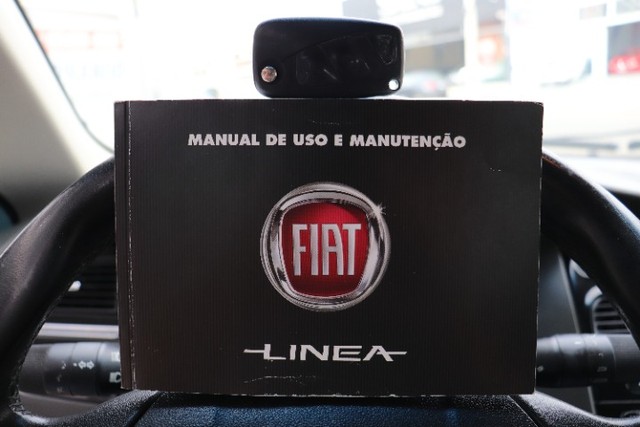 MANUAL DE USO E MANUTENÇÃO
FIAT
LINEA